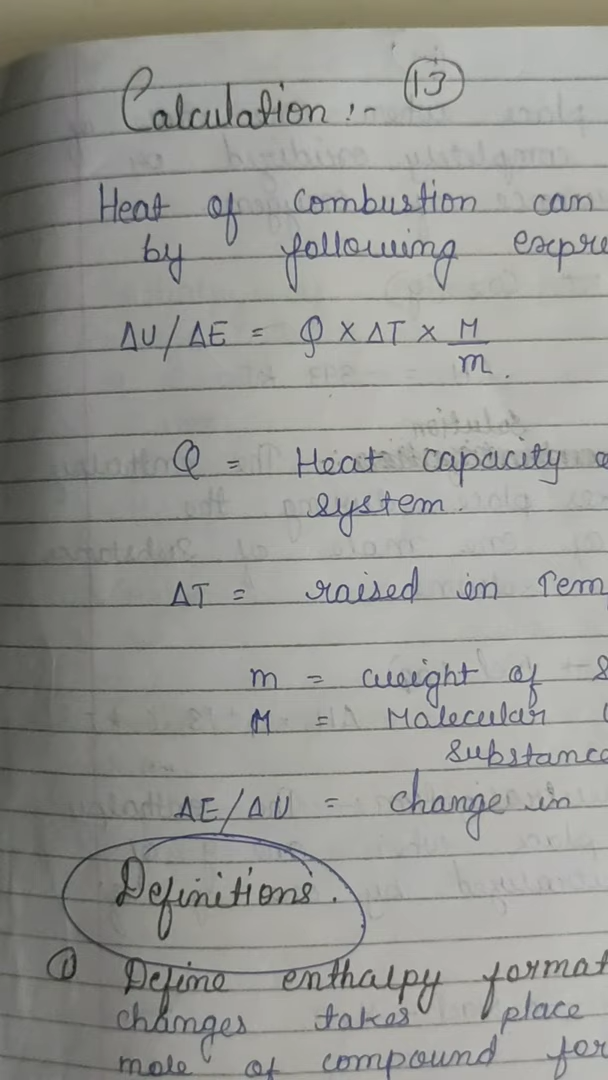 Calculation :- 13
Heat of combustion can
by following expre
ΔU/ΔE = Q × ΔT × M/m.
Q = Heat capacity
system.
ΔT = raised in Tem
m = weight of S
M = Molecular
substance
ΔE/ΔU = change in
Definitions.
① Define enthalpy format
changes takes place
mole of compound for